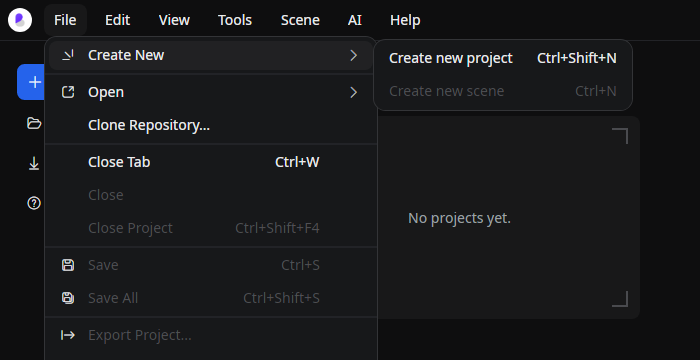 File Edit View Tools Scene AI Help
Create New
Create new project Ctrl+Shift+N
Create new scene Ctrl+N
Open
Clone Repository...
Close Tab Ctrl+W
Close
Close Project Ctrl+Shift+F4
No projects yet.
Save Ctrl+S
Save All Ctrl+Shift+S
Export Project...